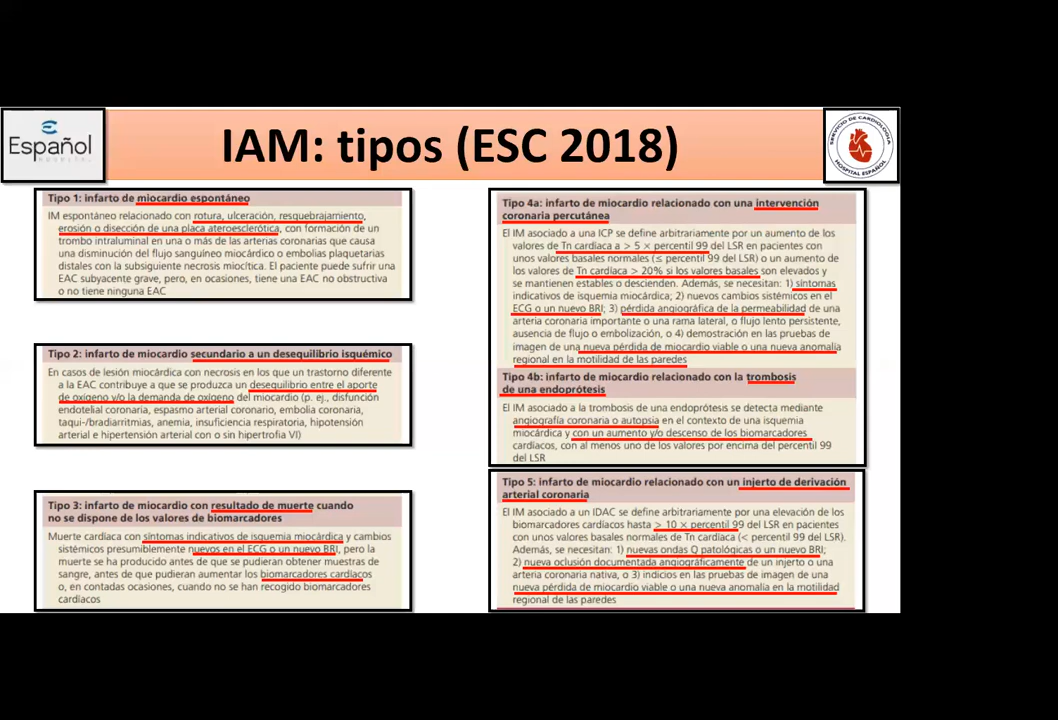 Español
HOSPITAL
IAM: tipos (ESC 2018)
SERVICIO DE CARDIOLOGIA
HOSPITAL ESPAÑOL
Tipo 1: infarto de miocardio espontáneo
IM espontáneo relacionado con rotura, ulceración, resquebrajamiento,
erosión o disección de una placa ateroesclerótica, con formación de un
trombo intraluminal en una o más de las arterias coronarias que causa
una disminución del flujo sanguíneo miocárdico o embolias plaquetarias
distales con la subsiguiente necrosis miocítica. El paciente puede sufrir una
EAC subyacente grave, pero, en ocasiones, tiene una EAC no obstructiva
o no tiene ninguna EAC
Tipo 2: infarto de miocardio secundario a un desequilibrio isquémico
En casos de lesión miocárdica con necrosis en los que un trastorno diferente
a la EAC contribuye a que se produzca un desequilibrio entre el aporte
de oxígeno y/o la demanda de oxígeno del miocardio (p. ej., disfunción
endotelial coronaria, espasmo arterial coronario, embolia coronaria,
taqui-/bradiarritmias, anemia, insuficiencia respiratoria, hipotensión
arterial e hipertensión arterial con o sin hipertrofia VI)
Tipo 3: infarto de miocardio con resultado de muerte cuando
no se dispone de los valores de biomarcadores
Muerte cardíaca con síntomas indicativos de isquemia miocárdica y cambios
sistémicos presumiblemente nuevos en el ECG o un nuevo BRI, pero la
muerte se ha producido antes de que se pudieran obtener muestras de
sangre, antes de que pudieran aumentar los biomarcadores cardíacos
o, en contadas ocasiones, cuando no se han recogido biomarcadores
cardíacos
Tipo 4a: infarto de miocardio relacionado con una intervención
coronaria percutánea
El IM asociado a una ICP se define arbitrariamente por un aumento de los
valores de Tn cardíaca a > 5 × percentil 99 del LSR en pacientes con
unos valores basales normales (≤ percentil 99 del LSR) o un aumento de
los valores de Tn cardíaca > 20% si los valores basales son elevados y
se mantienen estables o descienden. Además, se necesitan: 1) síntomas
indicativos de isquemia miocárdica; 2) nuevos cambios sistémicos en el
ECG o un nuevo BRI; 3) pérdida angiográfica de la permeabilidad de una
arteria coronaria importante o una rama lateral, o flujo lento persistente,
ausencia de flujo o embolización, o 4) demostración en las pruebas de
imagen de una nueva pérdida de miocardio viable o una nueva anomalía
regional en la motilidad de las paredes
Tipo 4b: infarto de miocardio relacionado con la trombosis
de una endoprótesis
El IM asociado a la trombosis de una endoprótesis se detecta mediante
angiografía coronaria o autopsia en el contexto de una isquemia
miocárdica y con un aumento y/o descenso de los biomarcadores
cardíacos, con al menos uno de los valores por encima del percentil 99
del LSR
Tipo 5: infarto de miocardio relacionado con un injerto de derivación
arterial coronaria
El IM asociado a un IDAC se define arbitrariamente por una elevación de los
biomarcadores cardíacos hasta > 10 × percentil 99 del LSR en pacientes
con unos valores basales normales de Tn cardíaca (< percentil 99 del LSR).
Además, se necesitan: 1) nuevas ondas Q patológicas o un nuevo BRI;
2) nueva oclusión documentada angiográficamente de un injerto o una
arteria coronaria nativa, o 3) indicios en las pruebas de imagen de una
nueva pérdida de miocardio viable o una nueva anomalía en la motilidad
regional de las paredes